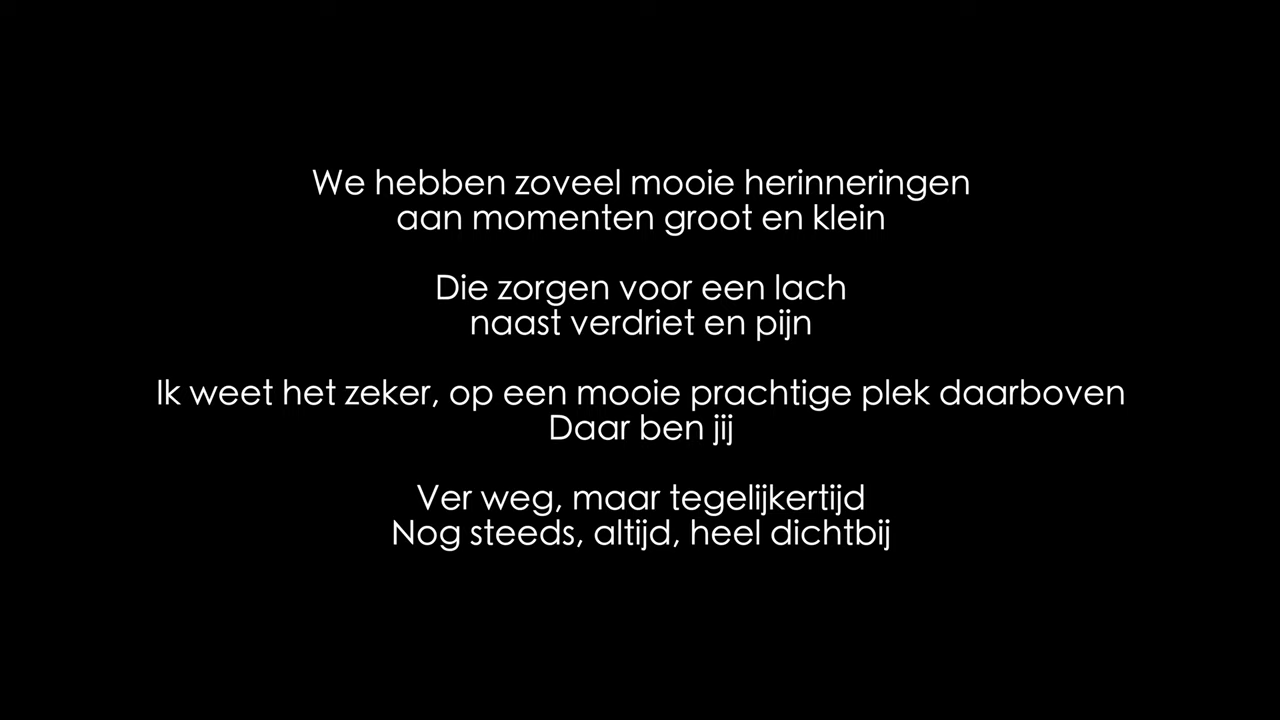 We hebben zoveel mooie herinneringen
aan momenten groot en klein
Die zorgen voor een lach
naast verdriet en pijn
Ik weet het zeker, op een mooie prachtige plek daarboven
Daar ben jij
Ver weg, maar tegelijkertijd
Nog steeds, altijd, heel dichtbij